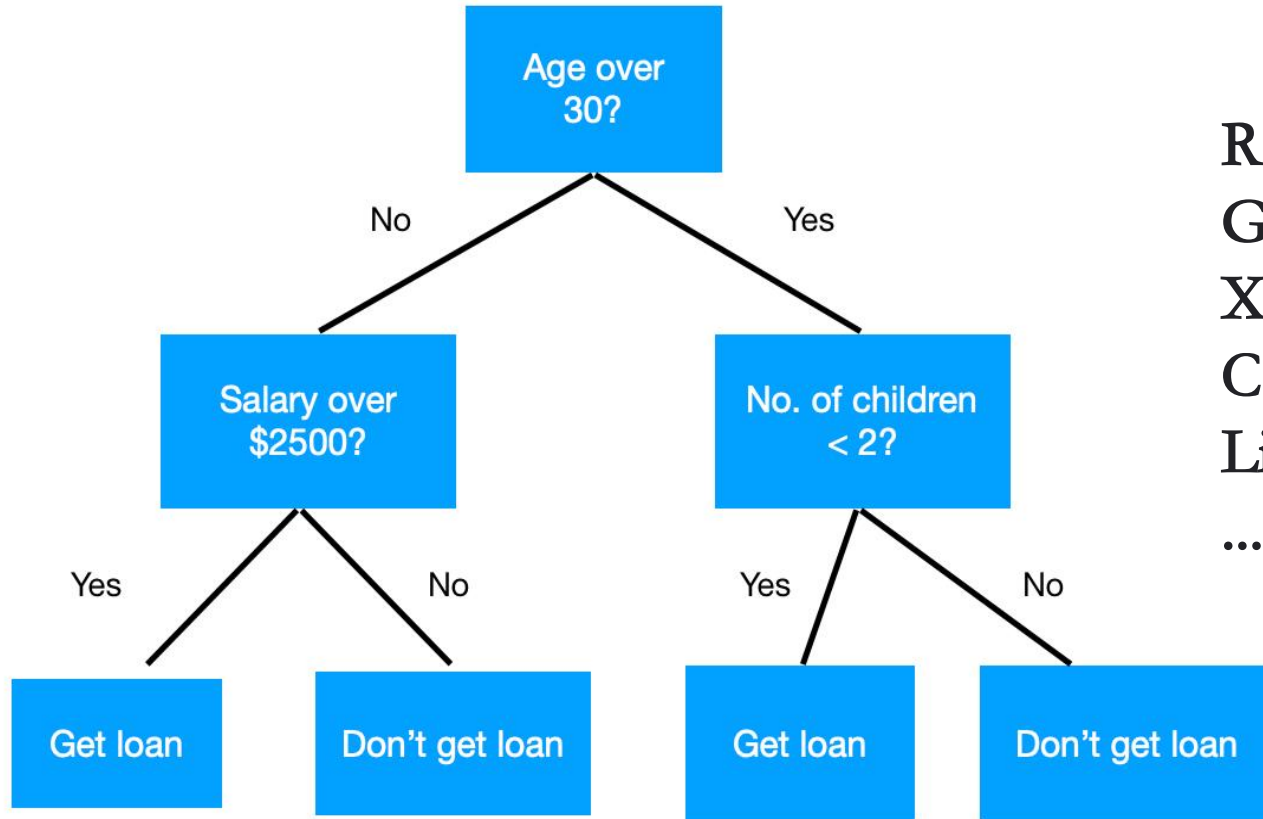 Age over
30?
No
Yes
Salary over
$2500?
No. of children
< 2?
Yes
No
Yes
No
Get loan
Don't get loan
Get loan
Don't get loan
...